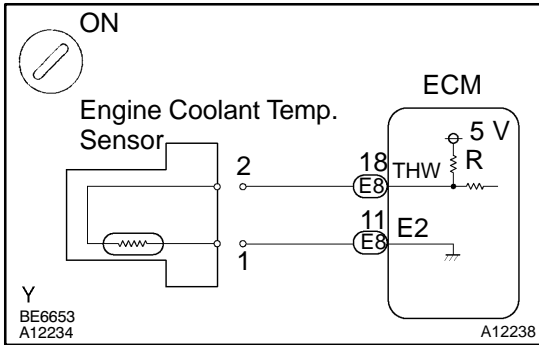 ON
ECM
Engine Coolant Temp.
Sensor
5 V
2
18
THW
R
E8
11
E2
E8
1
Y
BE6653
A12234
A12238